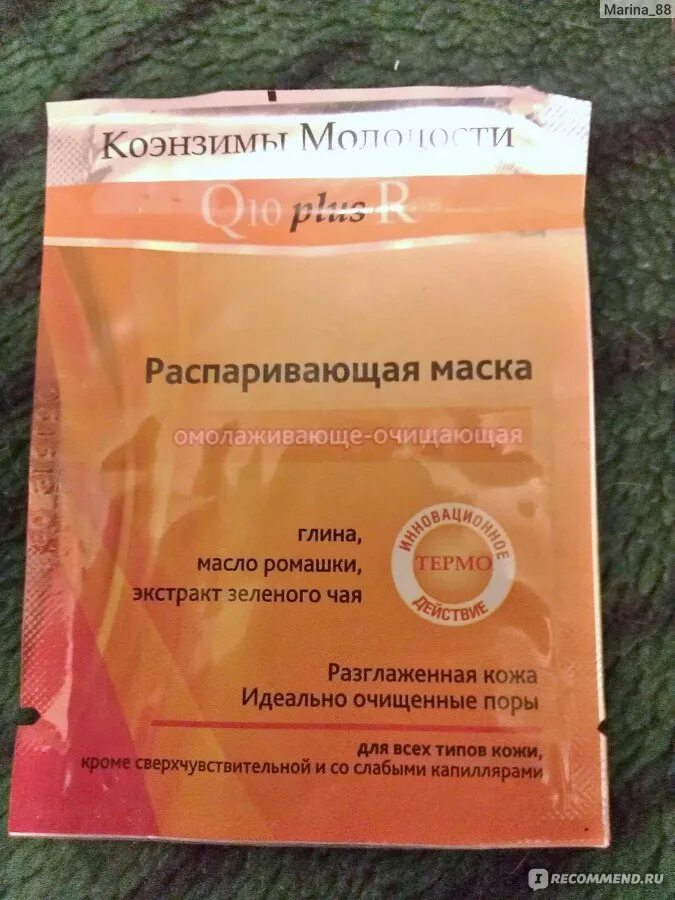 Marina_88
Коэнзимы Молодости
Q10 plus R
Распаривающая маска
омолаживающе-очищающая
глина,
масло ромашки,
экстракт зеленого чая
ИННОВАЦИОННОЕ
ТЕРМО
ДЕЙСТВИЕ
Разглаженная кожа
Идеально очищенные поры
для всех типов кожи,
кроме сверхчувствительной и со слабыми капиллярами
IRECOMMEND.RU